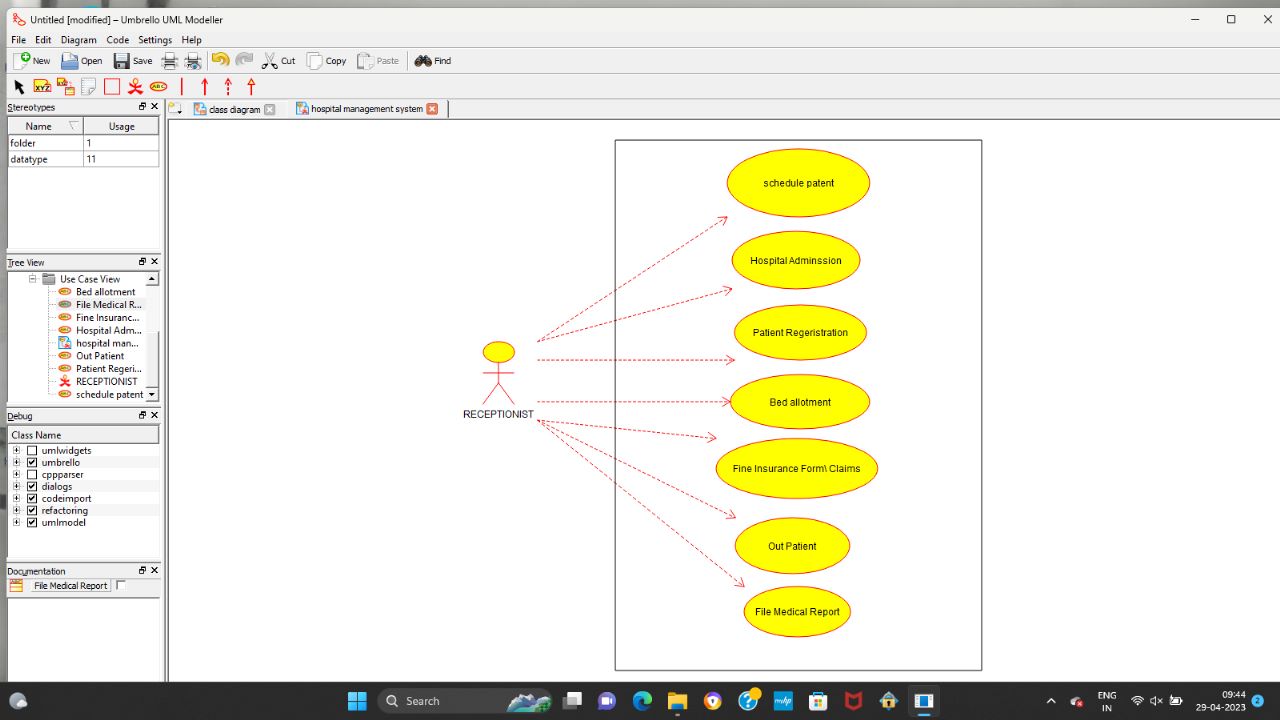 Untitled [modified] – Umbrello UML Modeller
File Edit Diagram Code Settings Help
New Open Save Cut Copy Paste Find
XYZ ABC
Stereotypes
class diagram hospital management system
Name Usage
folder 1
datatype 11
Tree View
Use Case View
Bed allotment
File Medical R...
Fine Insuranc...
Hospital Adm...
hospital man...
Out Patient
Patient Regeri...
RECEPTIONIST
schedule patent
Debug
Class Name
umlwidgets
umbrello
cppparser
dialogs
codeimport
refactoring
umlmodel
Documentation
File Medical Report
schedule patent
Hospital Adminssion
Patient Regeristration
RECEPTIONIST
Bed allotment
Fine Insurance Form\ Claims
Out Patient
File Medical Report
Search
mhp
ENG
IN
09:44
29-04-2023
2